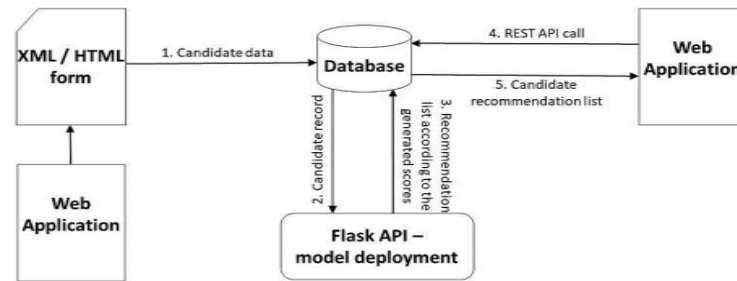 XML / HTML
form
1. Candidate data
Database
4. REST API call
5. Candidate
recommendation list
Web
Application
2. Candidate record
3. Recommendation
list according to the
generated scores
Web
Application
Flask API –
model deployment